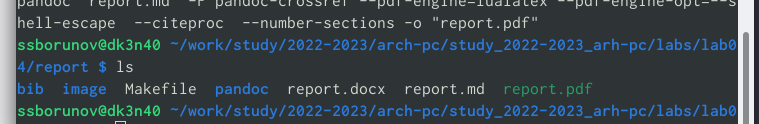 pandoc report.md -F pandoc-crossref --pdf-engine=lualatex --pdf-engine-opt=--s
hell-escape --citeproc --number-sections -o "report.pdf"
ssborunov@dk3n40 ~/work/study/2022-2023/arch-pc/study_2022-2023_arh-pc/labs/lab0
4/report $ ls
bib image Makefile pandoc report.docx report.md report.pdf
ssborunov@dk3n40 ~/work/study/2022-2023/arch-pc/study_2022-2023_arh-pc/labs/lab0